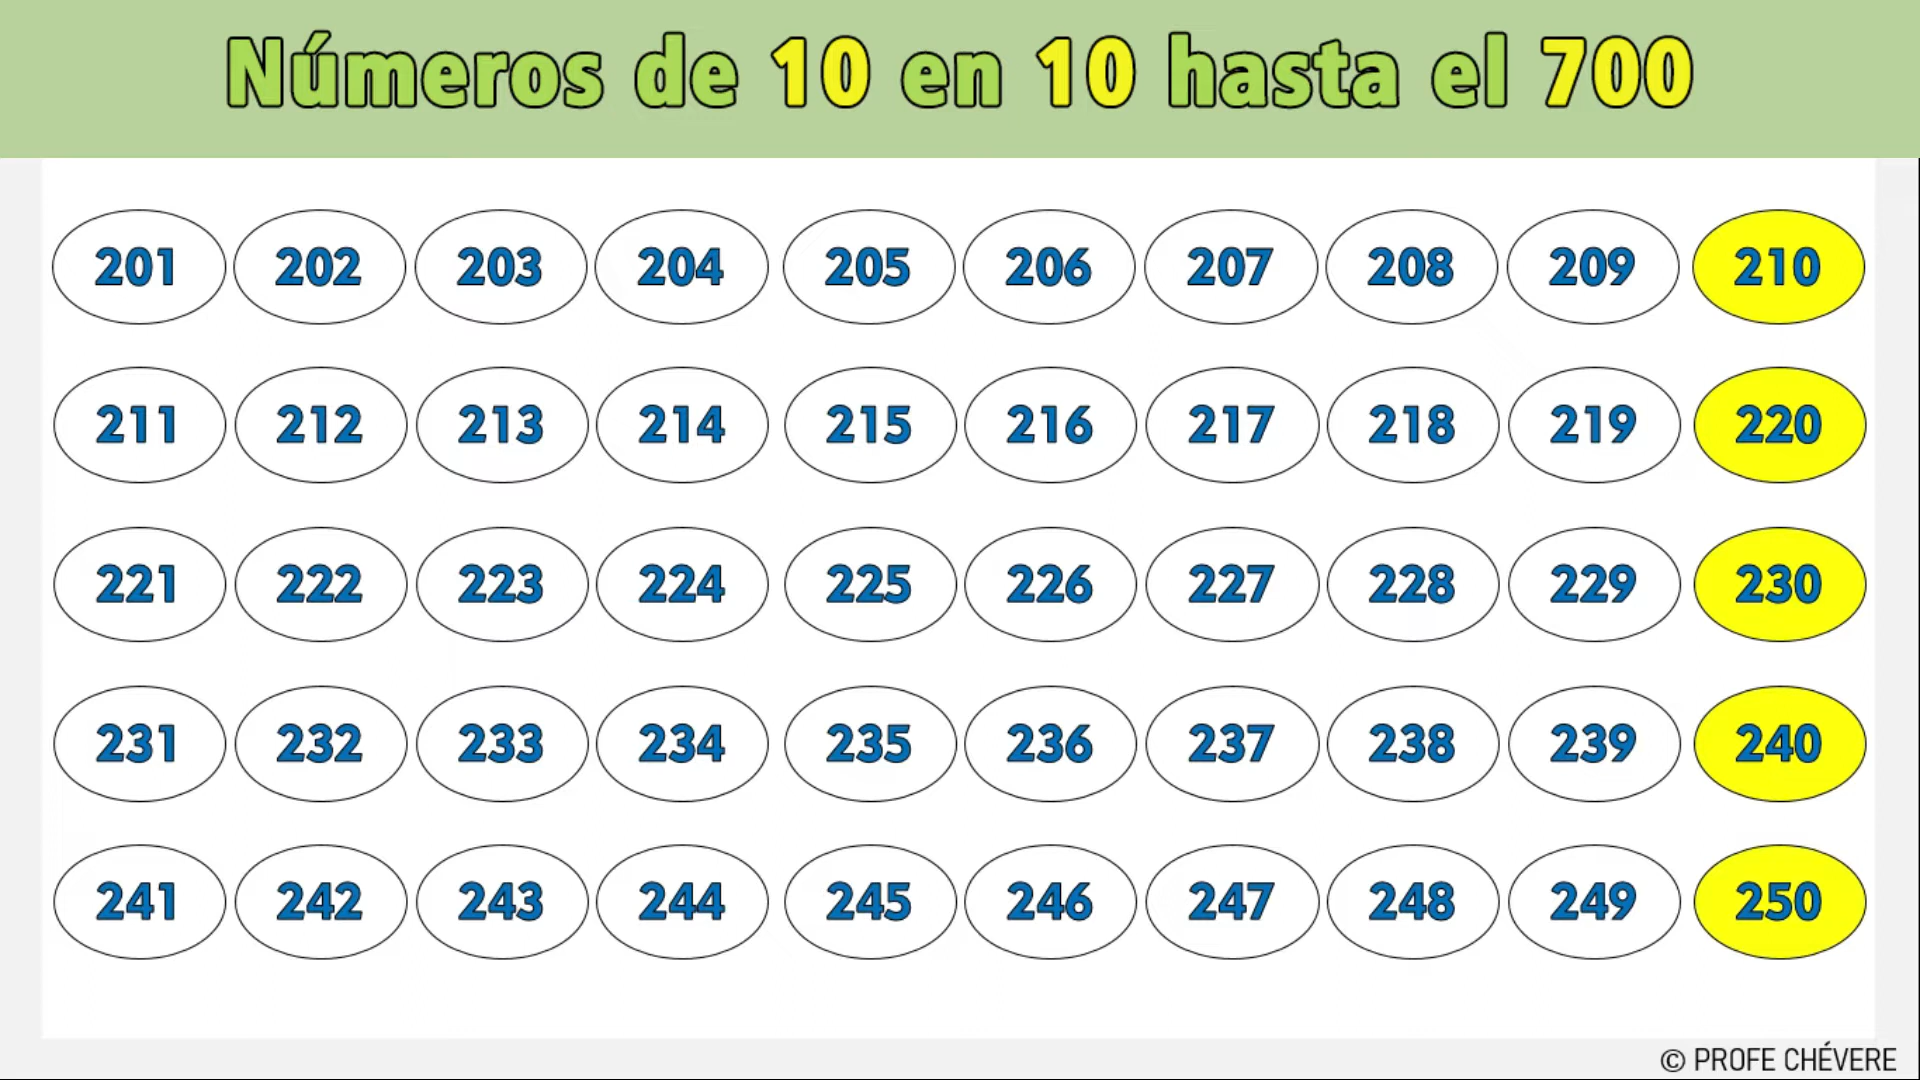 Números de 10 en 10 hasta el 700
201 202 203 204 205 206 207 208 209 210
211 212 213 214 215 216 217 218 219 220
221 222 223 224 225 226 227 228 229 230
231 232 233 234 235 236 237 238 239 240
241 242 243 244 245 246 247 248 249 250
© PROFE CHÉVERE